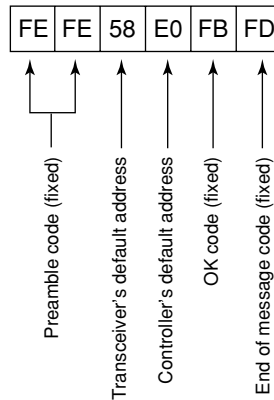 FE FE 58 E0 FB FD
Preamble code (fixed)
Transceiver's default address
Controller's default address
OK code (fixed)
End of message code (fixed)